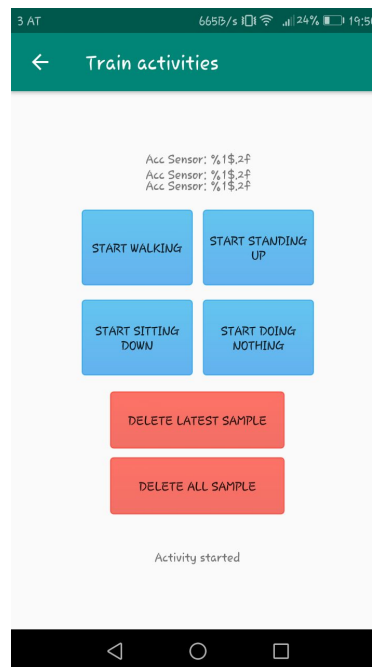 3 AT 665B/s 24% 19:50
Train activities
Acc Sensor: %1$.2f
Acc Sensor: %1$.2f
Acc Sensor: %1$.2f
START WALKING
START STANDING
UP
START SITTING
DOWN
START DOING
NOTHING
DELETE LATEST SAMPLE
DELETE ALL SAMPLE
Activity started